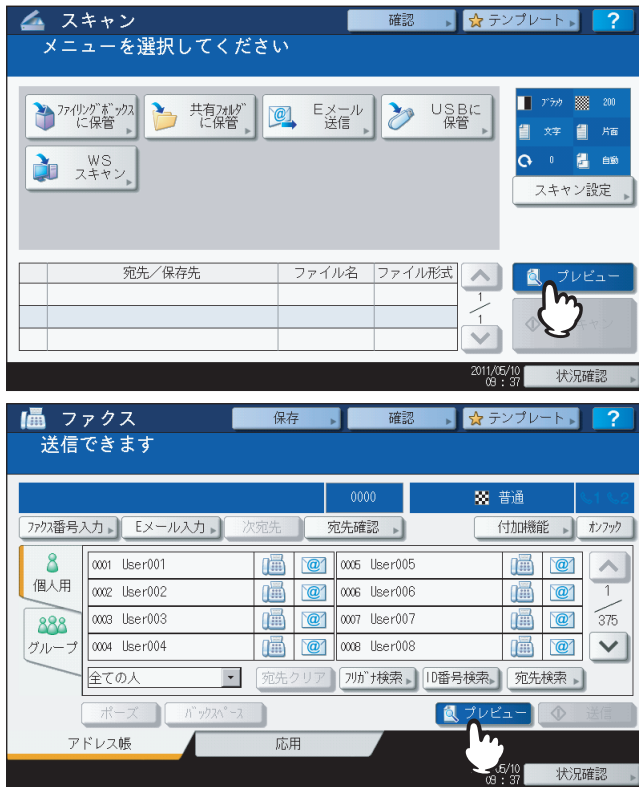 スキャン
確認
テンプレート
?
メニューを選択してください
ファイリングボックス
に保管
共有フォルダ
に保管
Eメール
送信
USBに
保管
WS
スキャン
ブラック
200
文字
片面
0
自動
スキャン設定
宛先/保存先
ファイル名
ファイル形式
1
1
プレビュー
2011/05/10
09:37
状況確認
ファクス
保存
確認
テンプレート
?
送信できます
0000
普通
1
2
ファクス番号入力
Eメール入力
次宛先
宛先確認
付加機能
オンフック
個人用
グループ
0001 User001
0005 User005
0002 User002
0006 User006
0003 User003
0007 User007
0004 User004
0008 User008
1
375
全ての人
宛先クリア
フリガナ検索
ID番号検索
宛先検索
ポーズ
バックスペース
プレビュー
送信
アドレス帳
応用
05/10
09:37
状況確認